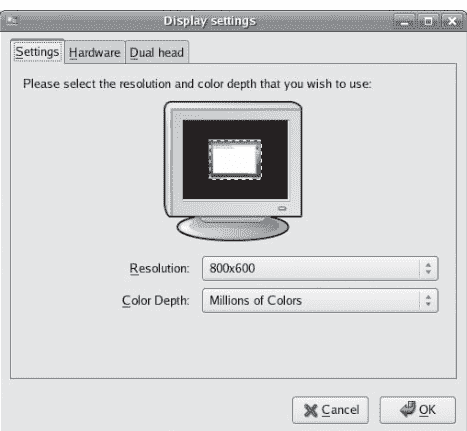 Display settings
Settings Hardware Dual head
Please select the resolution and color depth that you wish to use:
Resolution: 800x600
Color Depth: Millions of Colors
Cancel OK